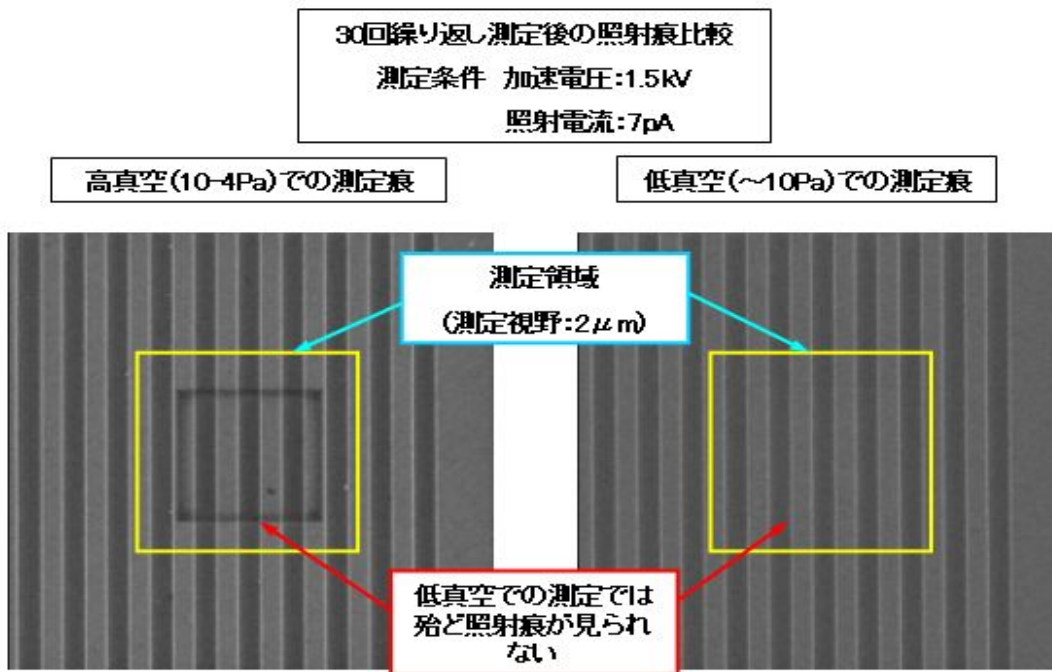 30回繰り返し測定後の照射痕比較
測定条件 加速電圧:1.5kV
照射電流:7pA
高真空(10-4Pa)での測定痕
低真空(~10Pa)での測定痕
測定領域
(測定視野:2μm)
低真空での測定では
殆ど照射痕が見られ
ない